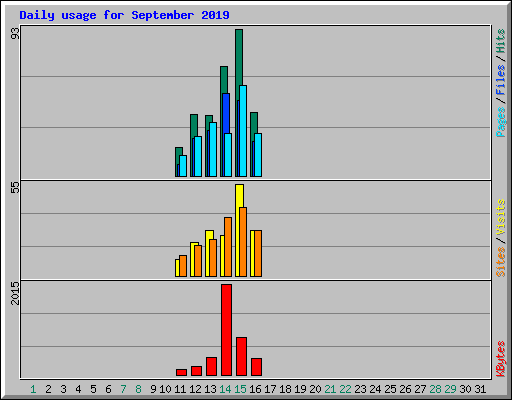 Daily usage for September 2019
93
55
2015
Pages / Files / Hits
Sites / Visits
KBytes
1 2 3 4 5 6 7 8 9 10 11 12 13 14 15 16 17 18 19 20 21 22 23 24 25 26 27 28 29 30 31